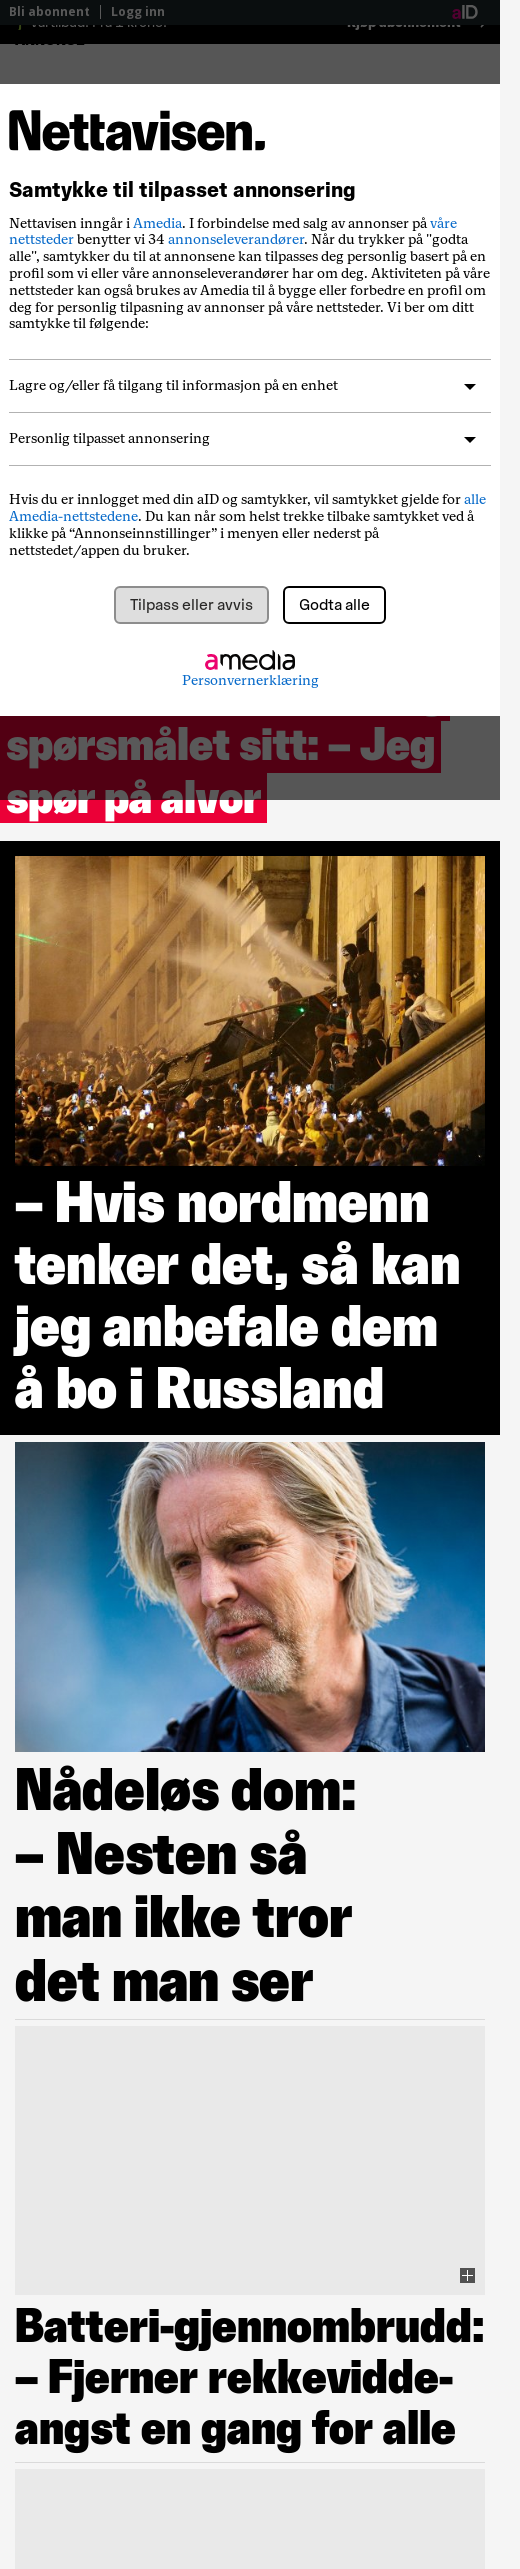 Bli abonnent
Logg inn
aID
Nettavisen.
Samtykke til tilpasset annonsering
Nettavisen inngår i Amedia. I forbindelse med salg av annonser på våre
nettsteder benytter vi 34 annonseleverandører. Når du trykker på "godta
alle", samtykker du til at annonsene kan tilpasses deg personlig basert på en
profil som vi eller våre annonseleverandører har om deg. Aktiviteten på våre
nettsteder kan også brukes av Amedia til å bygge eller forbedre en profil om
deg for personlig tilpasning av annonser på våre nettsteder. Vi ber om ditt
samtykke til følgende:
Lagre og/eller få tilgang til informasjon på en enhet
Personlig tilpasset annonsering
Hvis du er innlogget med din aID og samtykker, vil samtykket gjelde for alle
Amedia-nettstedene. Du kan når som helst trekke tilbake samtykket ved å
klikke på “Annonseinnstillinger” i menyen eller nederst på
nettstedet/appen du bruker.
Tilpass eller avvis
Godta alle
amedia
Personvernerklæring
spørsmålet sitt: – Jeg
spør på alvor
– Hvis nordmenn
tenker det, så kan
jeg anbefale dem
å bo i Russland
Nådeløs dom:
– Nesten så
man ikke tror
det man ser
Batteri-gjennombrudd:
– Fjerner rekkevidde-
angst en gang for alle